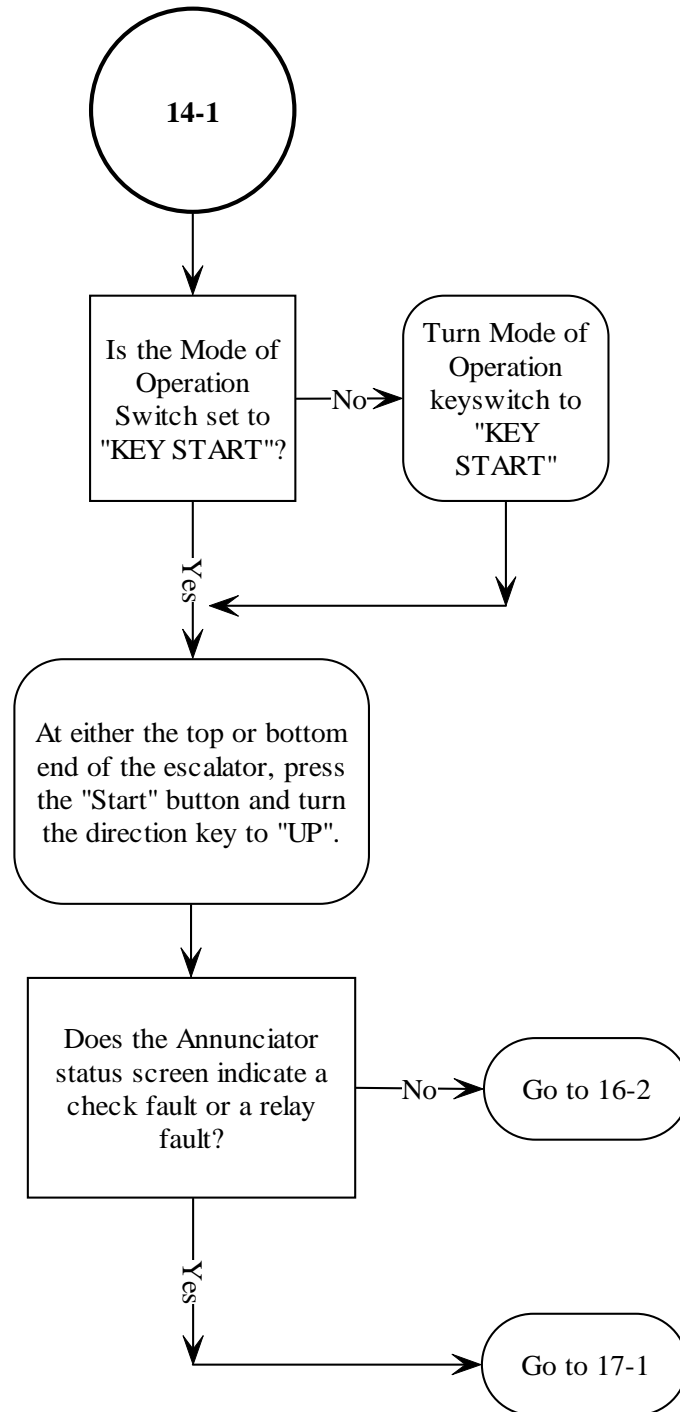 14-1
Is the Mode of
Operation
Switch set to
"KEY START"?
No
Turn Mode of
Operation
keyswitch to
"KEY
START"
Yes
At either the top or bottom
end of the escalator, press
the "Start" button and turn
the direction key to "UP".
Does the Annunciator
status screen indicate a
check fault or a relay
fault?
No
Go to 16-2
Yes
Go to 17-1